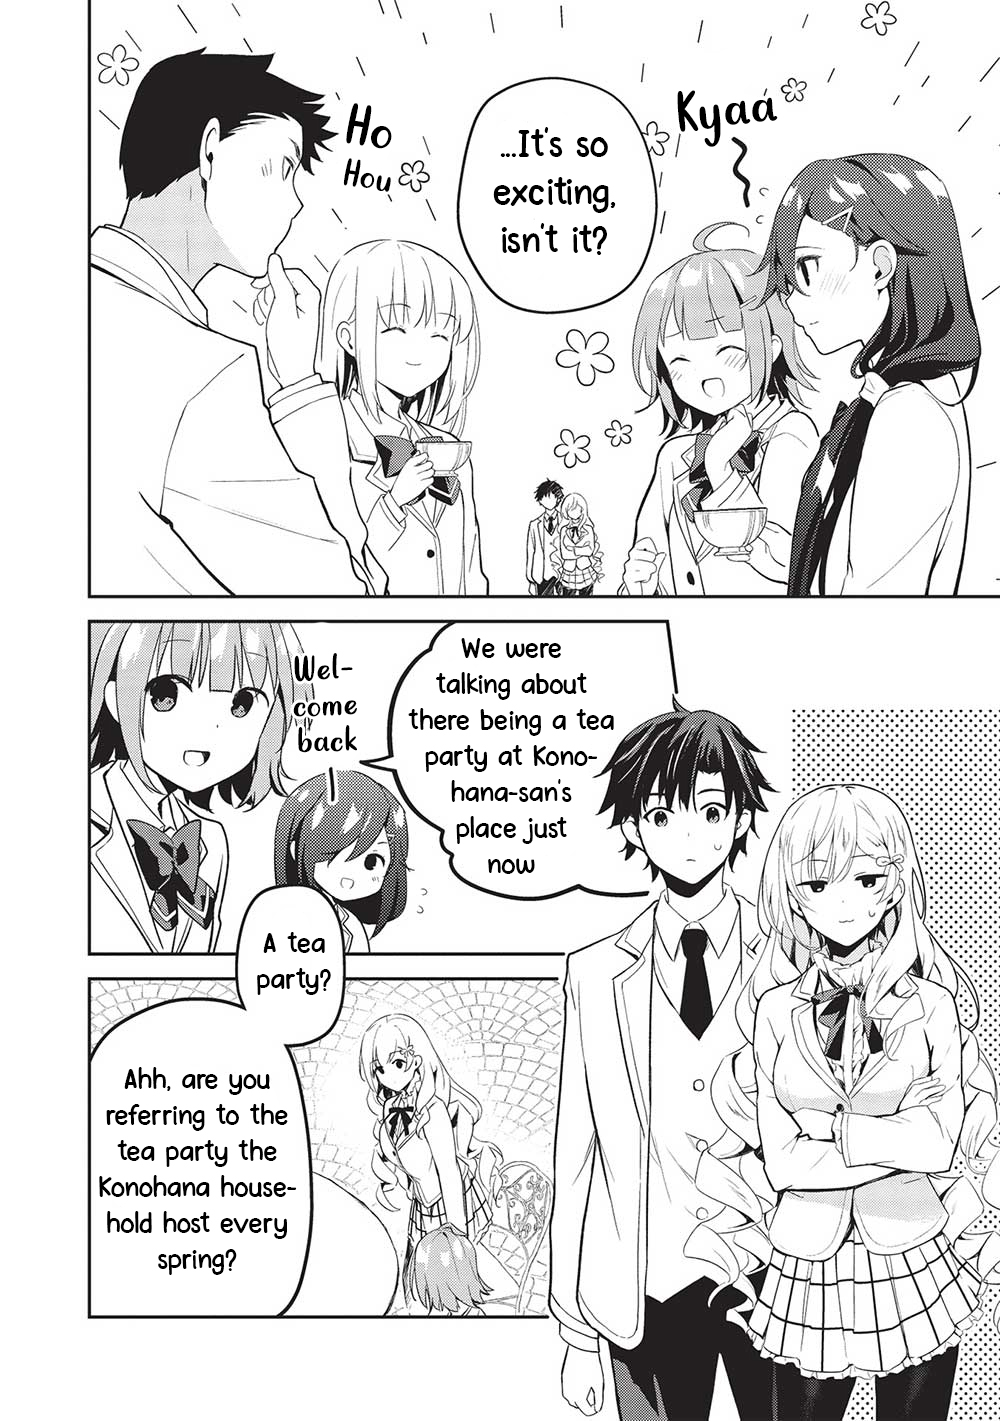 Kyaa
...It's so
exciting,
isn't it?
Ho
Hou
We were
talking about
there being a tea
party at Kono-
hana-san's
place just
now
Wel-
come
back
A tea
party?
Ahh, are you
referring to the
tea party the
Konohana house-
hold host every
spring?